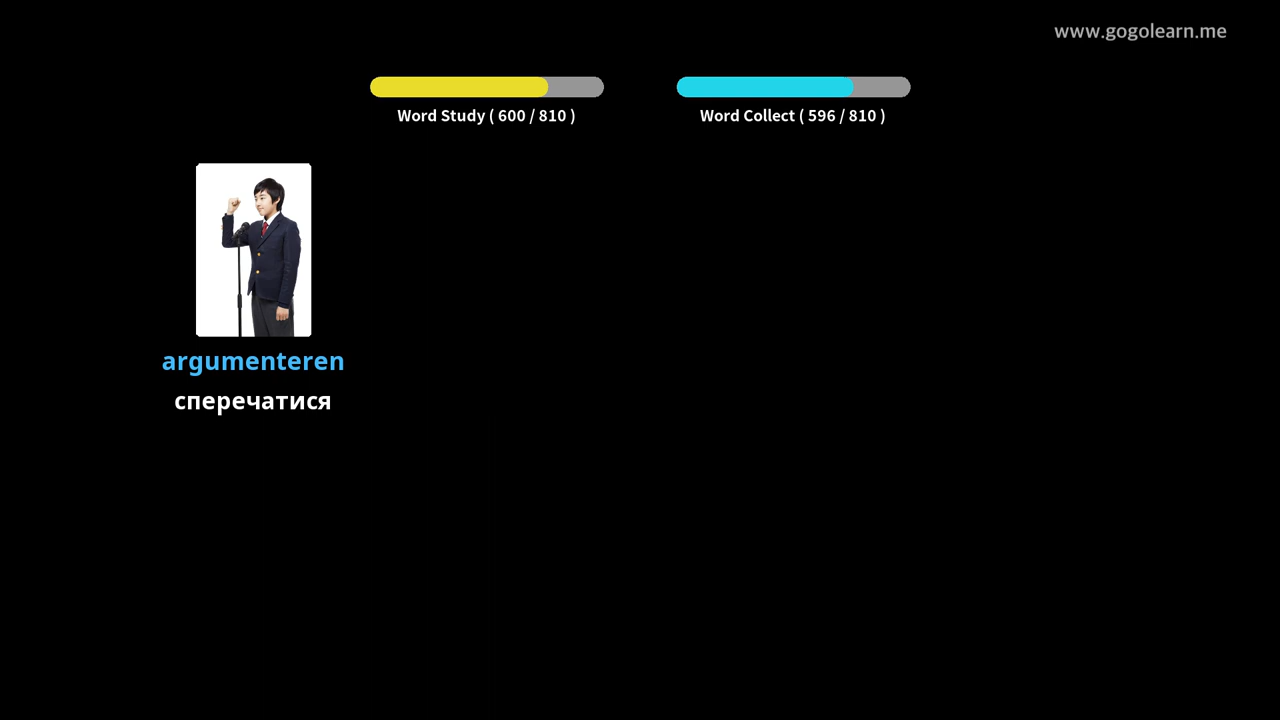 www.gogolearn.me
Word Study ( 600 / 810 )
Word Collect ( 596 / 810 )
argumenteren
сперечатися